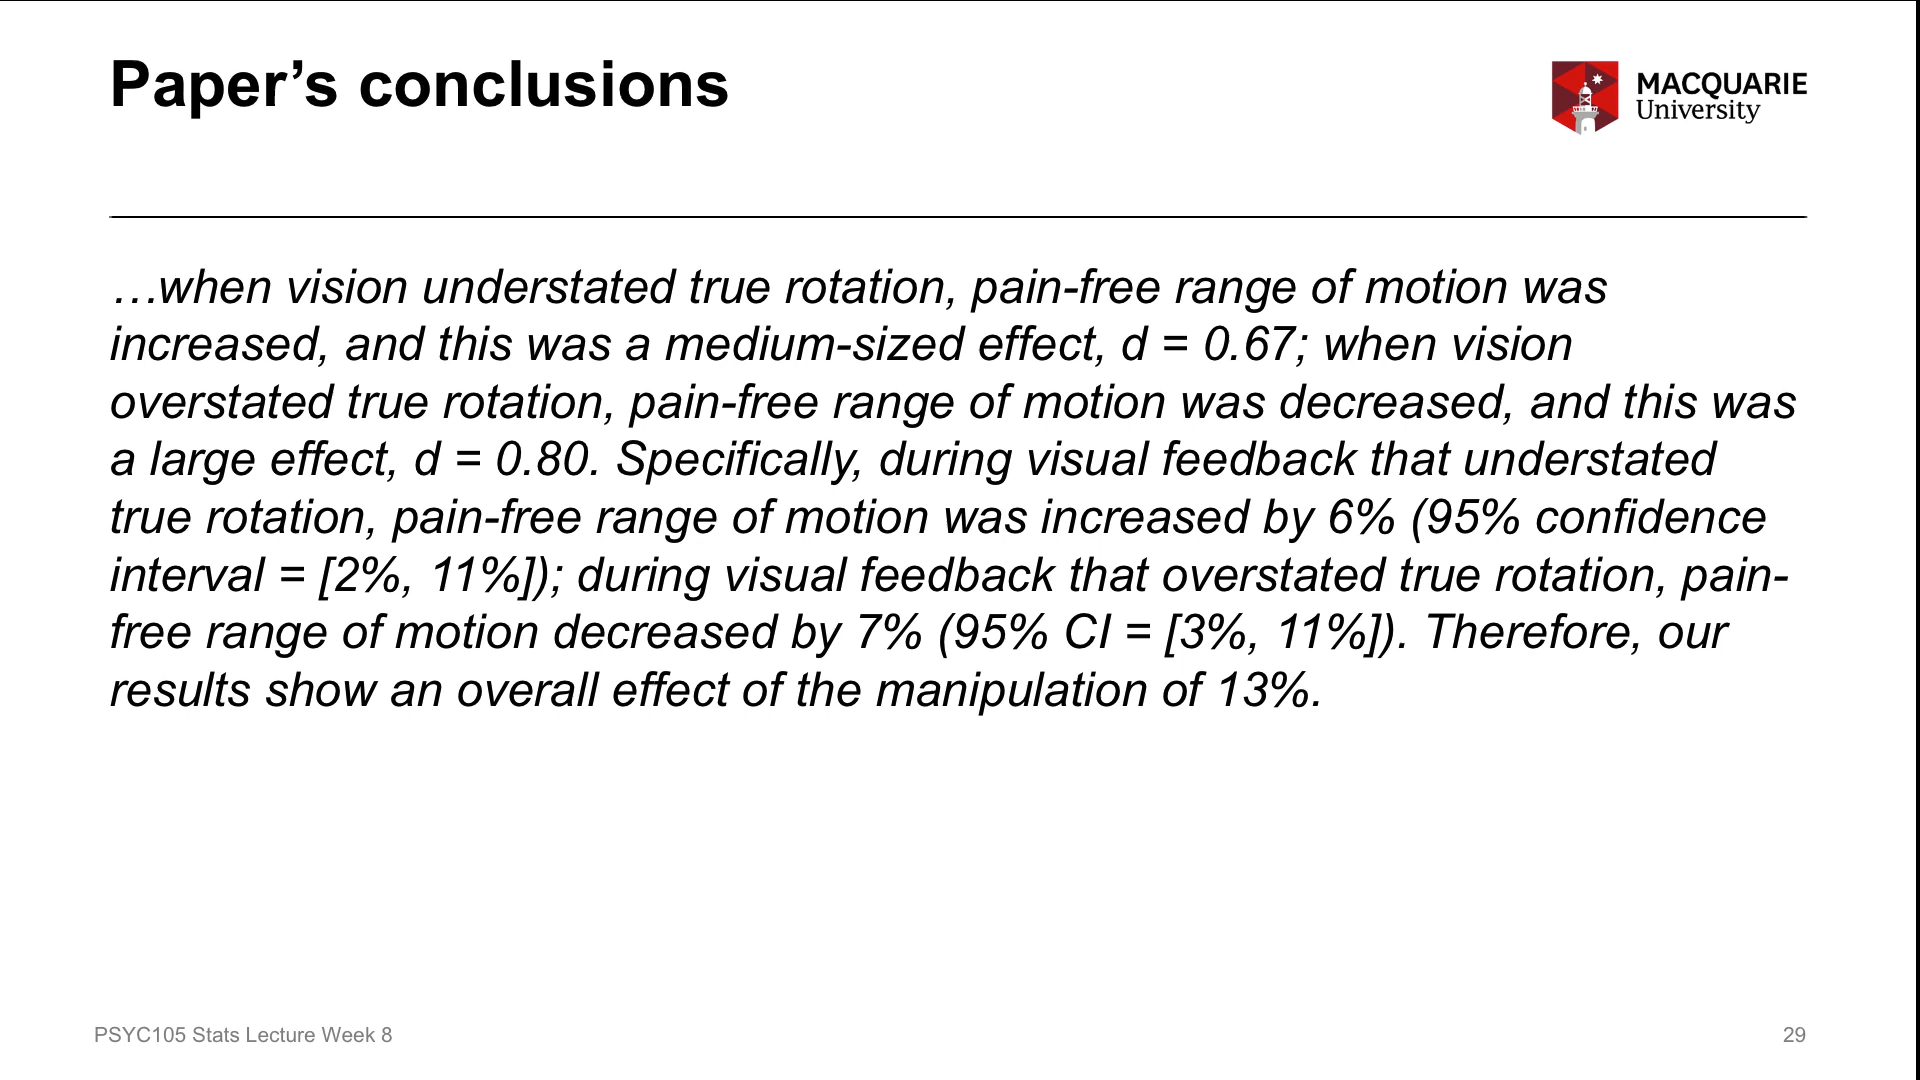 Paper’s conclusions
MACQUARIE
University
…when vision understated true rotation, pain-free range of motion was
increased, and this was a medium-sized effect, d = 0.67; when vision
overstated true rotation, pain-free range of motion was decreased, and this was
a large effect, d = 0.80. Specifically, during visual feedback that understated
true rotation, pain-free range of motion was increased by 6% (95% confidence
interval = [2%, 11%]); during visual feedback that overstated true rotation, pain-
free range of motion decreased by 7% (95% CI = [3%, 11%]). Therefore, our
results show an overall effect of the manipulation of 13%.
PSYC105 Stats Lecture Week 8
29